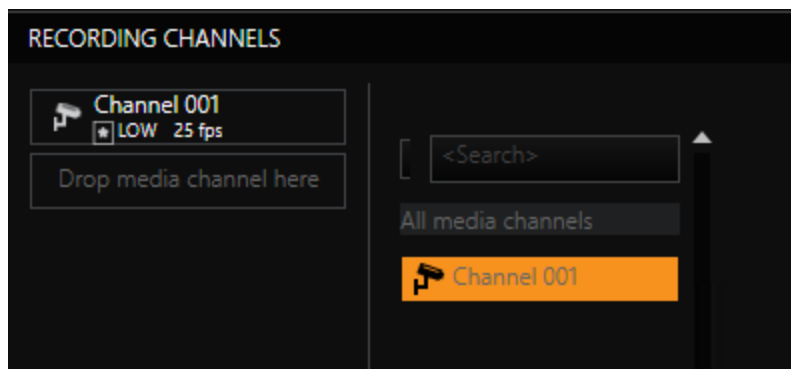 RECORDING CHANNELS
Channel 001
LOW 25 fps
Drop media channel here
<Search>
All media channels
Channel 001